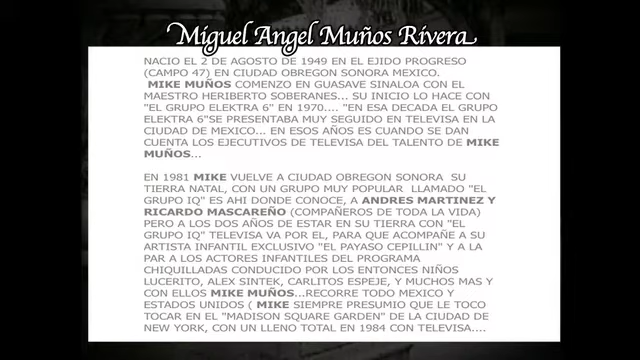 Miguel Angel Muños Rivera
NACIO EL 2 DE AGOSTO DE 1949 EN EL EJIDO PROGRESO
(CAMPO 47) EN CIUDAD OBREGON SONORA MEXICO.
MIKE MUÑOS COMENZO EN GUASAVE SINALOA CON EL
MAESTRO HERIBERTO SOBERANES... SU INICIO LO HACE CON
"EL GRUPO ELEKTRA 6" EN 1970.... "EN ESA DECADA EL GRUPO
ELEKTRA 6"SE PRESENTABA MUY SEGUIDO EN TELEVISA EN LA
CIUDAD DE MEXICO... EN ESOS AÑOS ES CUANDO SE DAN
CUENTA LOS EJECUTIVOS DE TELEVISA DEL TALENTO DE MIKE
MUÑOS...
EN 1981 MIKE VUELVE A CIUDAD OBREGON SONORA SU
TIERRA NATAL, CON UN GRUPO MUY POPULAR LLAMADO "EL
GRUPO IQ" ES AHI DONDE CONOCE, A ANDRES MARTINEZ Y
RICARDO MASCAREÑO (COMPAÑEROS DE TODA LA VIDA)
PERO A LOS DOS AÑOS DE ESTAR EN SU TIERRA CON "EL
GRUPO IQ" TELEVISA VA POR EL, PARA QUE ACOMPAÑE A SU
ARTISTA INFANTIL EXCLUSIVO "EL PAYASO CEPILLIN" Y A LA
PAR A LOS ACTORES INFANTILES DEL PROGRAMA
CHIQUILLADAS CONDUCIDO POR LOS ENTONCES NIÑOS
LUCERITO, ALEX SINTEK, CARLITOS ESPEJE, Y MUCHOS MAS Y
CON ELLOS MIKE MUÑOS...RECORRE TODO MEXICO Y
ESTADOS UNIDOS ( MIKE SIEMPRE PRESUMIO QUE LE TOCO
TOCAR EN EL "MADISON SQUARE GARDEN" DE LA CIUDAD DE
NEW YORK, CON UN LLENO TOTAL EN 1984 CON TELEVISA....